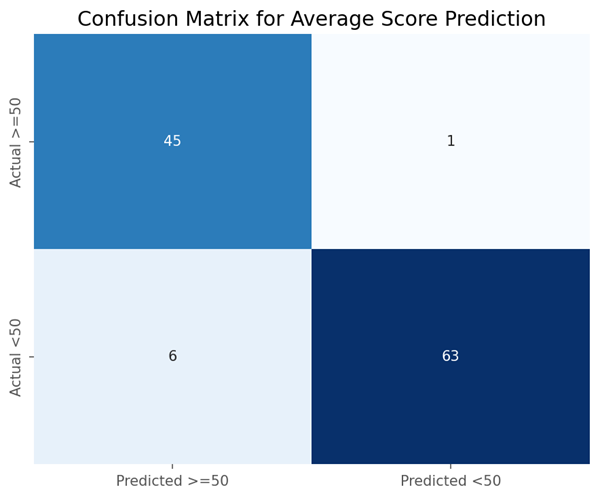 Confusion Matrix for Average Score Prediction
Actual >=50
45
1
Actual <50
6
63
Predicted >=50
Predicted <50